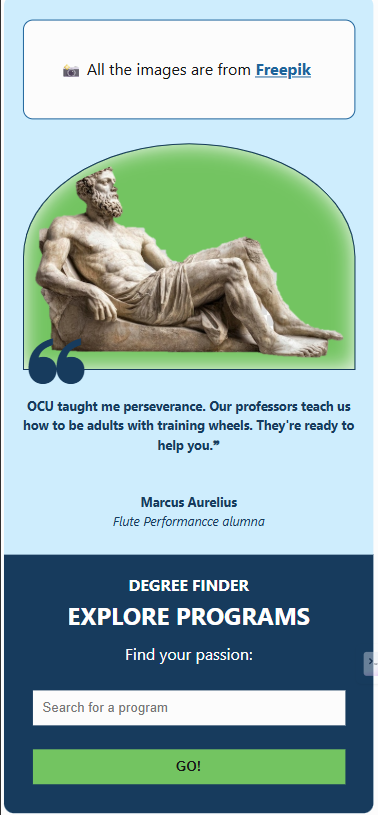 📷 All the images are from Freepik
❝
OCU taught me perseverance. Our professors teach us
how to be adults with training wheels. They're ready to
help you.❞
Marcus Aurelius
Flute Performancce alumna
DEGREE FINDER
EXPLORE PROGRAMS
Find your passion:
Search for a program
GO!